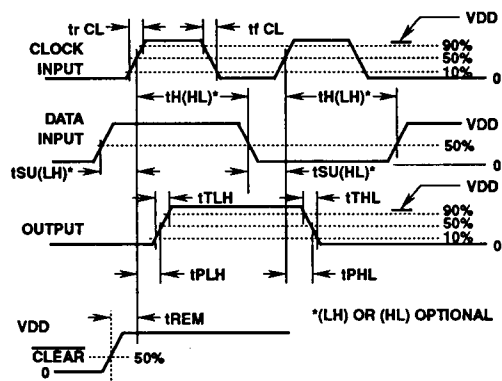 tr CL
tf CL
VDD
CLOCK
INPUT
90%
50%
10%
0
tH(HL)*
tH(LH)*
DATA
INPUT
VDD
50%
0
tSU(LH)*
tSU(HL)*
tTLH
tTHL
VDD
OUTPUT
90%
50%
10%
0
tPLH
tPHL
tREM
*(LH) OR (HL) OPTIONAL
VDD
CLEAR
50%
0